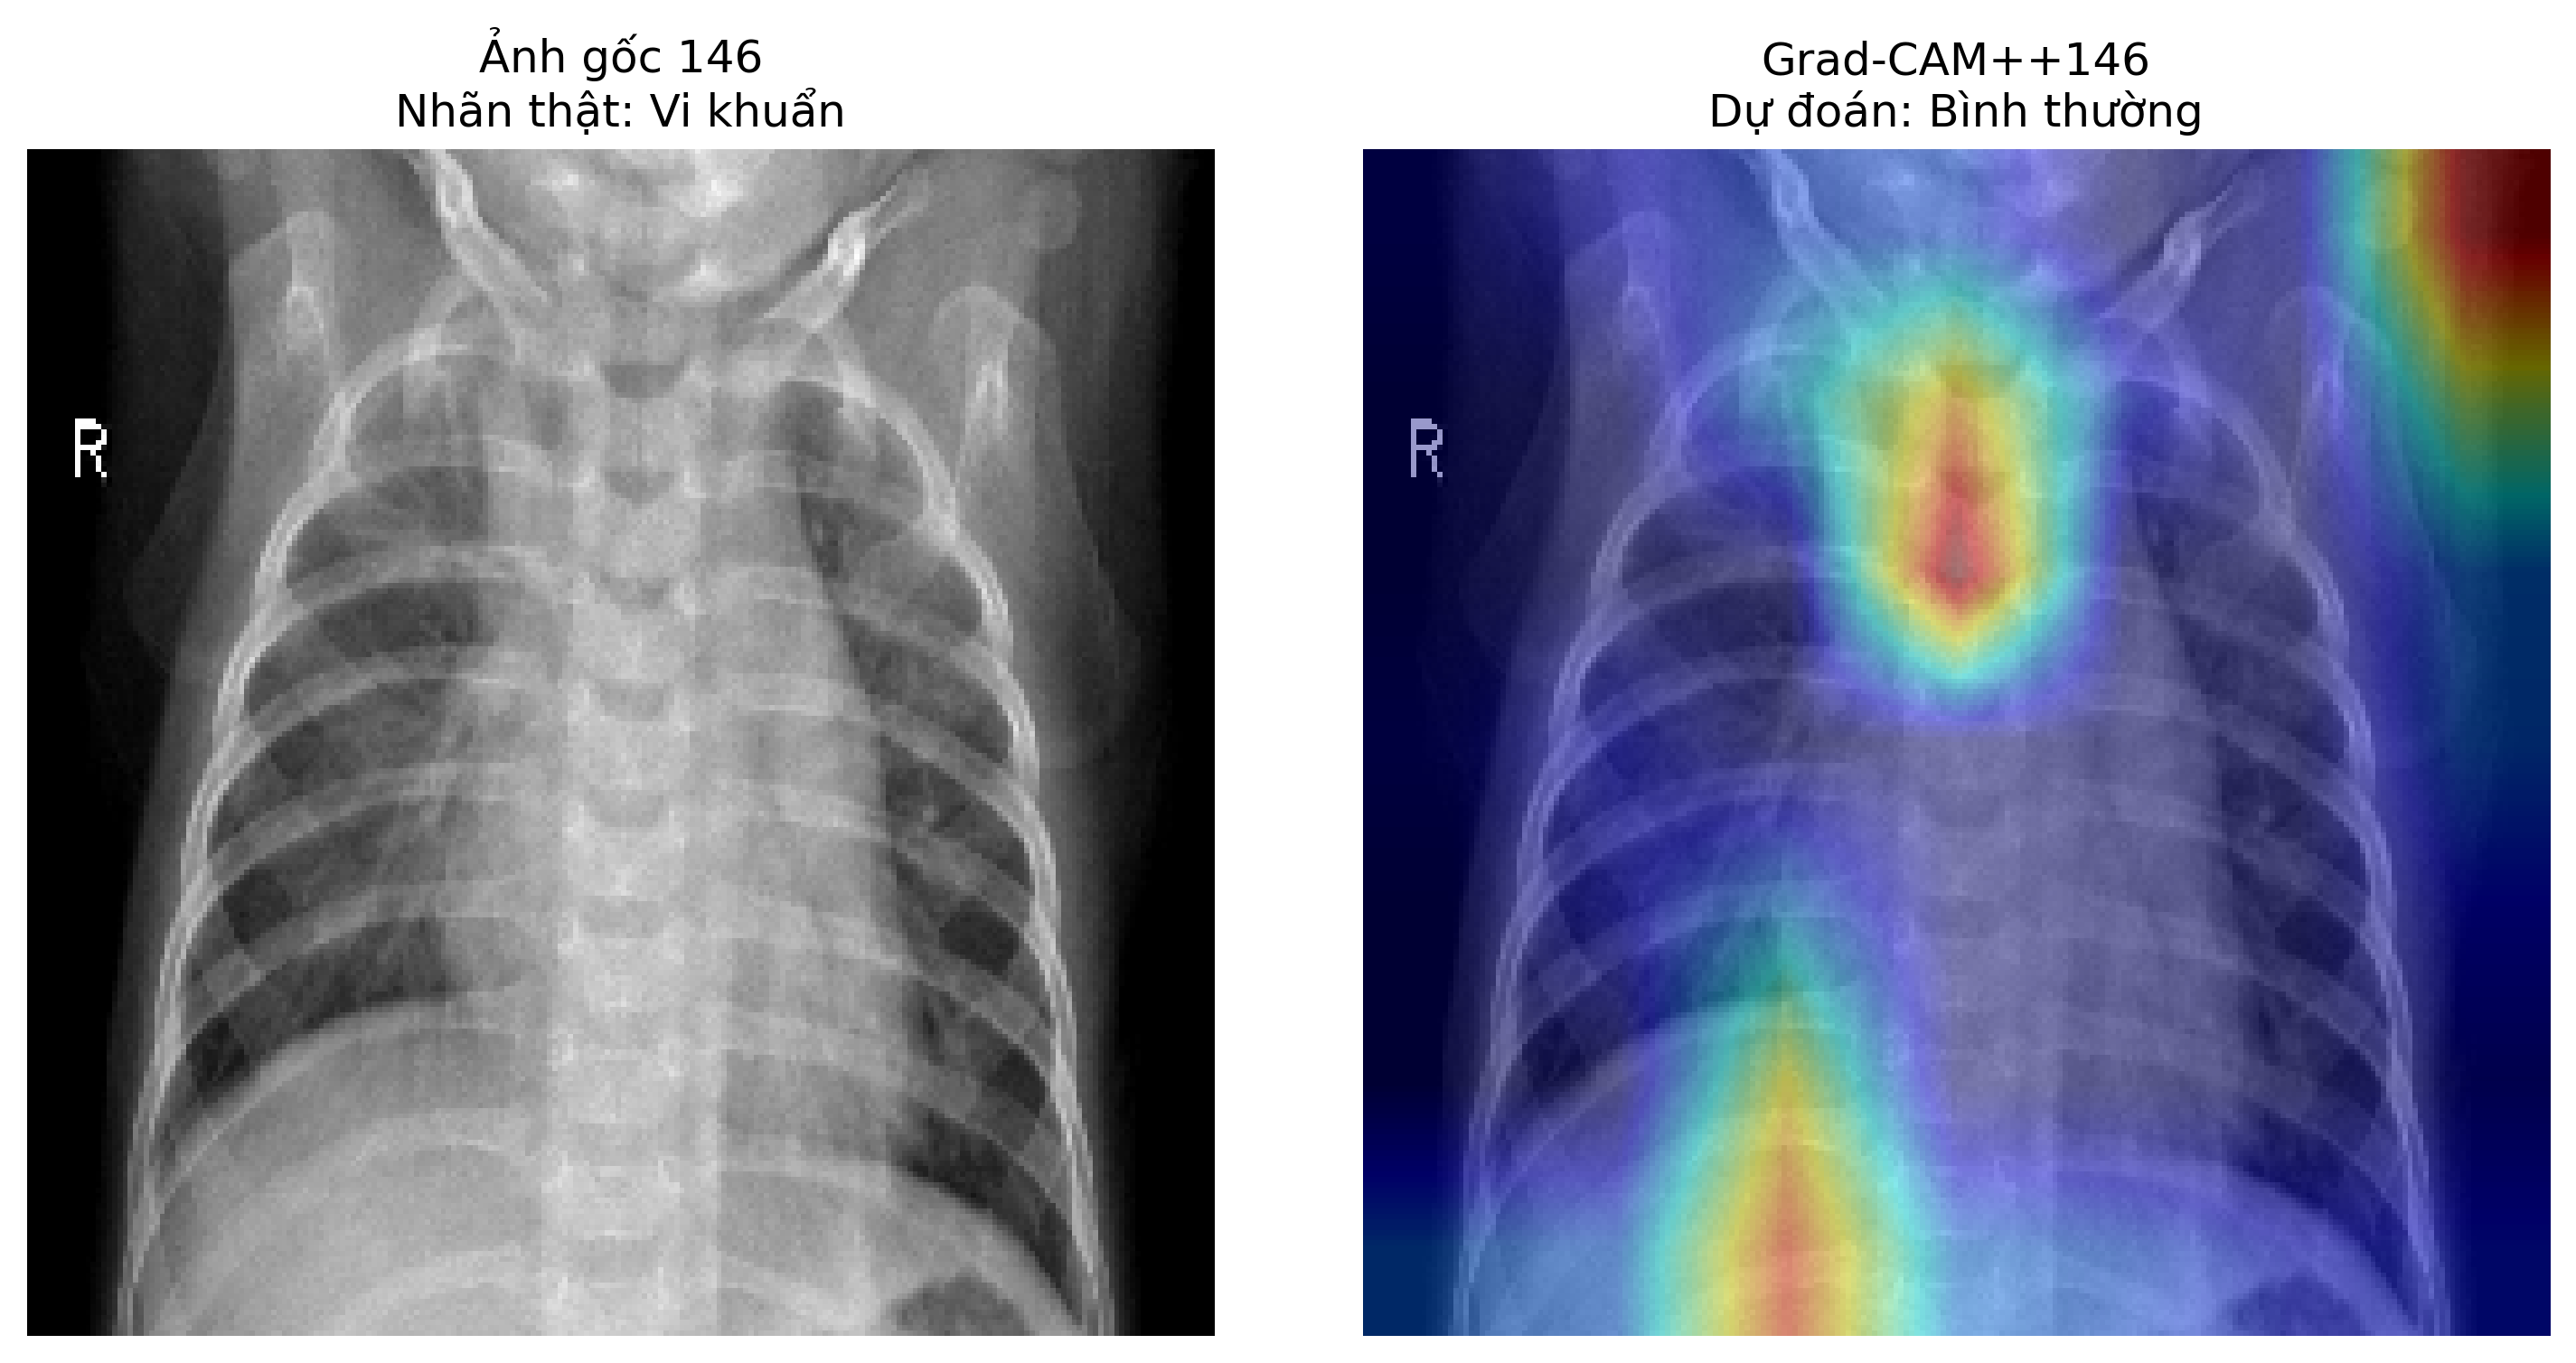 Ảnh gốc 146
Nhãn thật: Vi khuẩn
Grad-CAM++146
Dự đoán: Bình thường
R
R